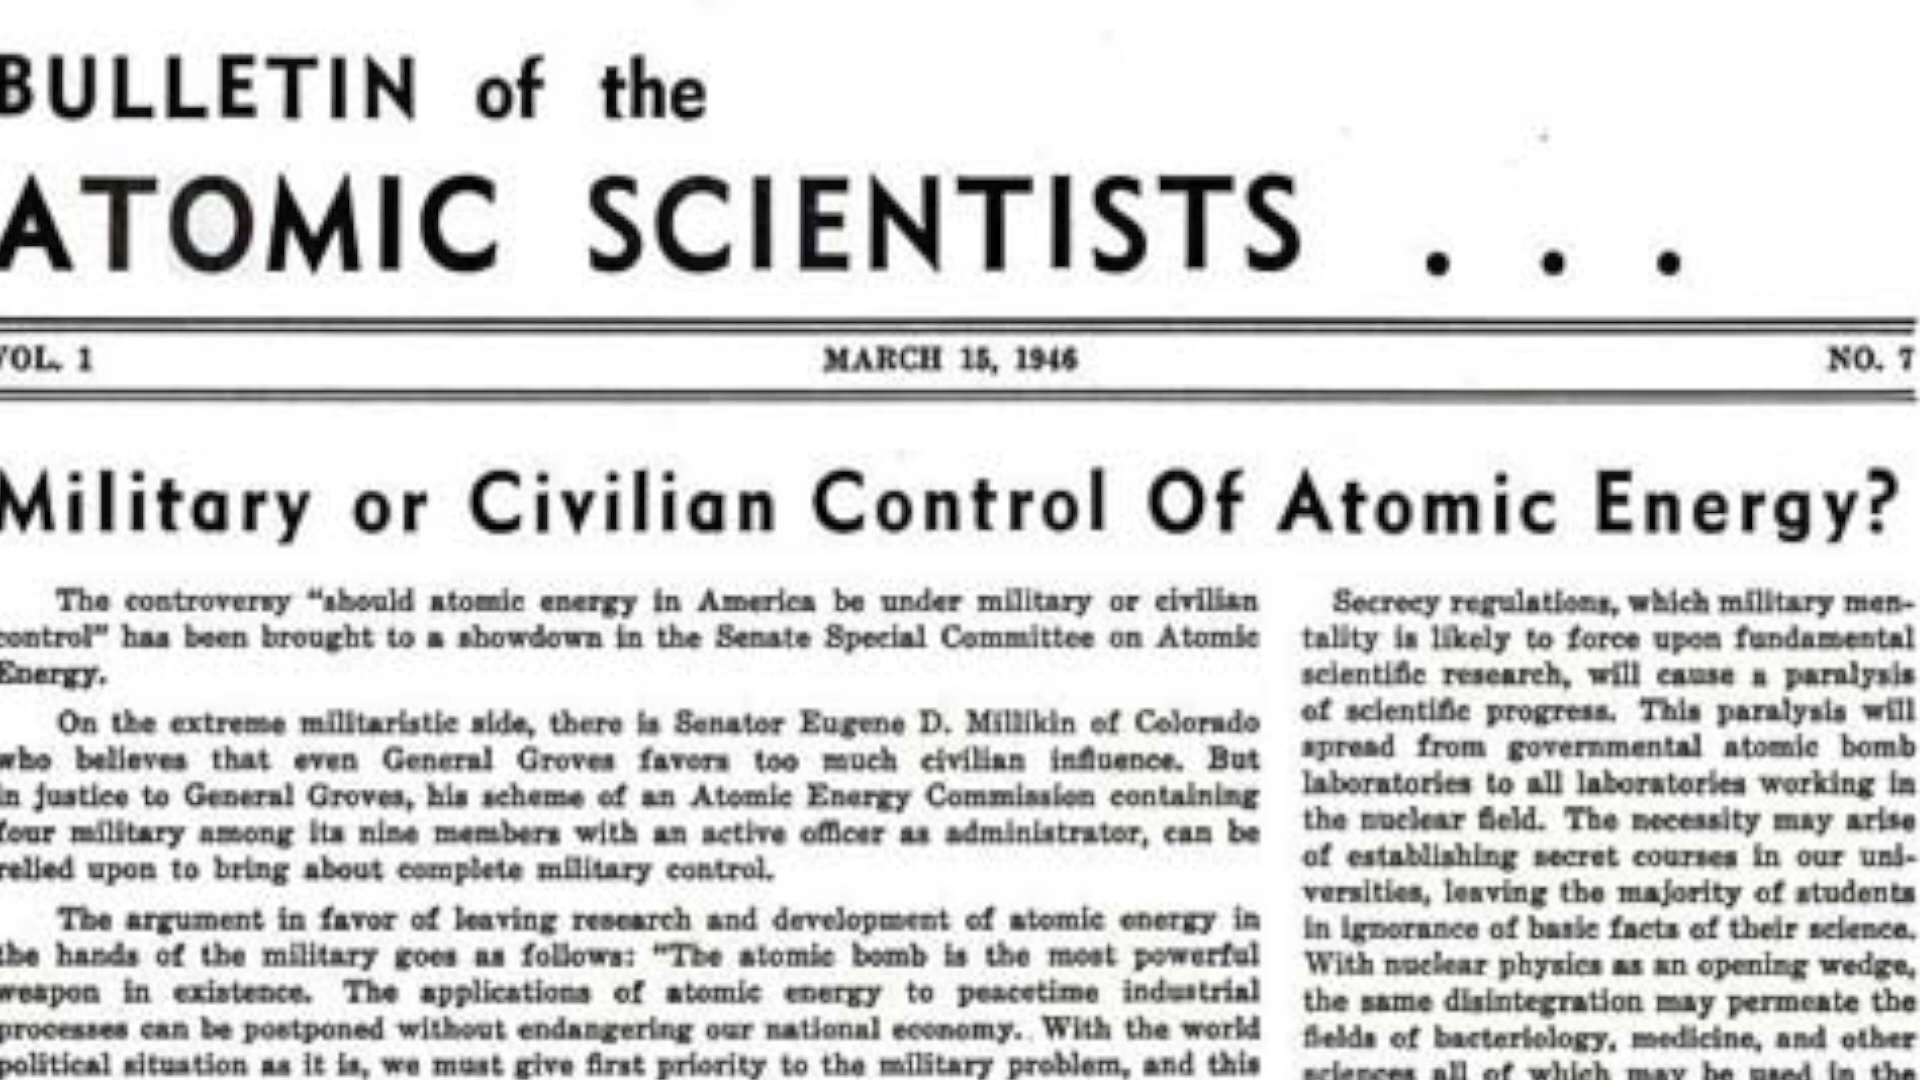 BULLETIN of the
ATOMIC SCIENTISTS . . .
VOL. 1 MARCH 15, 1946 NO. 7
Military or Civilian Control Of Atomic Energy?
The controversy "should atomic energy in America be under military or civilian
control" has been brought to a showdown in the Senate Special Committee on Atomic
Energy.
On the extreme militaristic side, there is Senator Eugene D. Millikin of Colorado
who believes that even General Groves favors too much civilian influence. But
in justice to General Groves, his scheme of an Atomic Energy Commission containing
four military among its nine members with an active officer as administrator, can be
relied upon to bring about complete military control.
The argument in favor of leaving research and development of atomic energy in
the hands of the military goes as follows: "The atomic bomb is the most powerful
weapon in existence. The applications of atomic energy to peacetime industrial
processes can be postponed without endangering our national economy. With the world
political situation as it is, we must give first priority to the military problem, and this
Secrecy regulations, which military men-
tality is likely to force upon fundamental
scientific research, will cause a paralysis
of scientific progress. This paralysis will
spread from governmental atomic bomb
laboratories to all laboratories working in
the nuclear field. The necessity may arise
of establishing secret courses in our uni-
versities, leaving the majority of students
in ignorance of basic facts of their science.
With nuclear physics as an opening wedge,
the same disintegration may permeate the
fields of bacteriology, medicine, and other
sciences all of which may be used in the